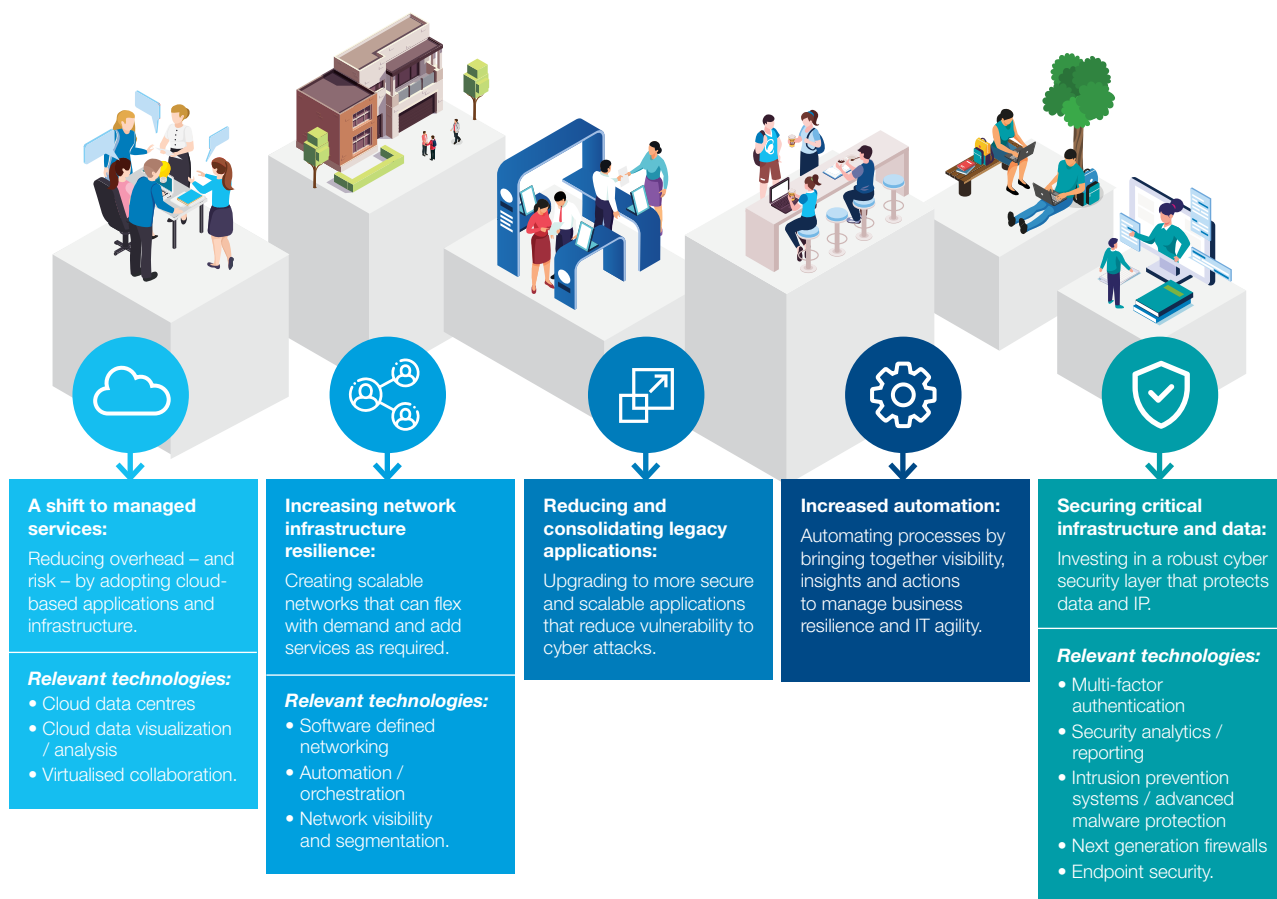 A shift to managed
services:
Reducing overhead – and
risk – by adopting cloud-
based applications and
infrastructure.
Relevant technologies:
• Cloud data centres
• Cloud data visualization
/ analysis
• Virtualised collaboration.
Increasing network
infrastructure
resilience:
Creating scalable
networks that can flex
with demand and add
services as required.
Relevant technologies:
• Software defined
networking
• Automation /
orchestration
• Network visibility
and segmentation.
Reducing and
consolidating legacy
applications:
Upgrading to more secure
and scalable applications
that reduce vulnerability to
cyber attacks.
Increased automation:
Automating processes by
bringing together visibility,
insights and actions
to manage business
resilience and IT agility.
Securing critical
infrastructure and data:
Investing in a robust cyber
security layer that protects
data and IP.
Relevant technologies:
• Multi-factor
authentication
• Security analytics /
reporting
• Intrusion prevention
systems / advanced
malware protection
• Next generation firewalls
• Endpoint security.